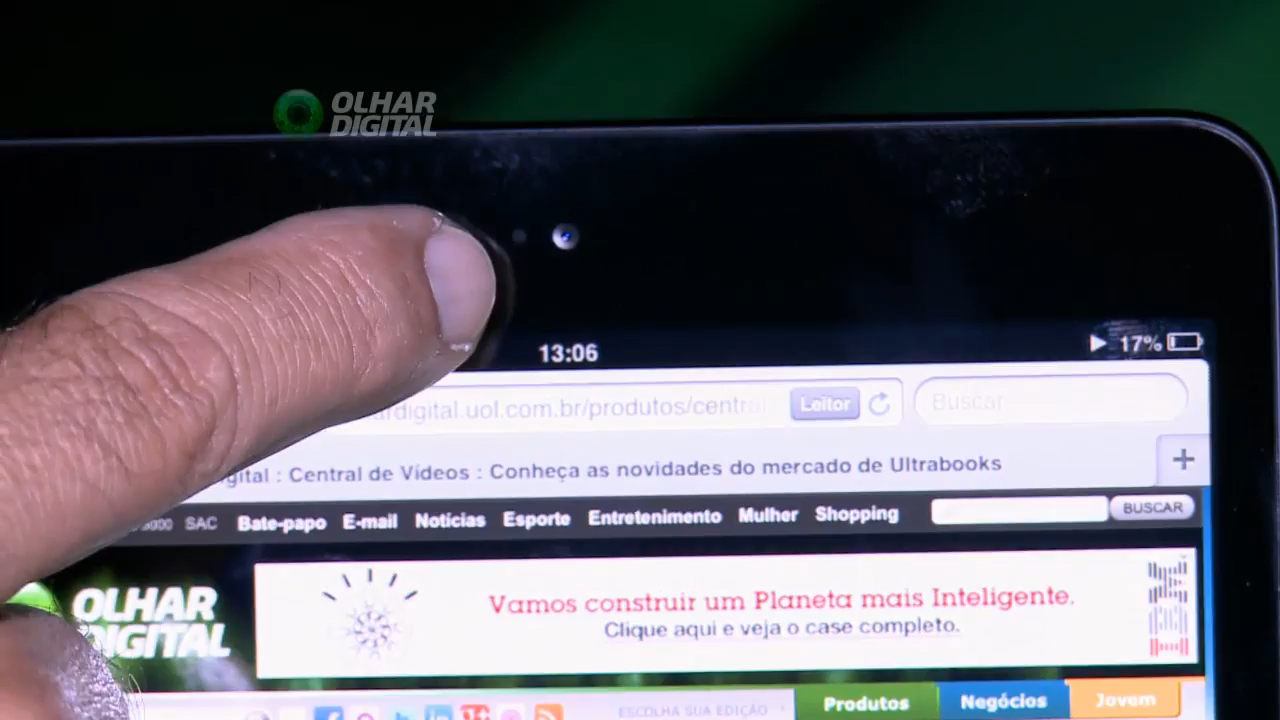 OLHAR
DIGITAL
13:06
17%
digital.uol.com.br/produtos/centra
Leitor
Buscar
gital : Central de Vídeos : Conheça as novidades do mercado de Ultrabooks
+
SAC Bate-papo E-mail Notícias Esporte Entretenimento Mulher Shopping
BUSCAR
OLHAR
DIGITAL
Vamos construir um Planeta mais Inteligente.
Clique aqui e veja o case completo.
ESCOLHA SUA EDIÇÃO
Produtos
Negócios
Jovem